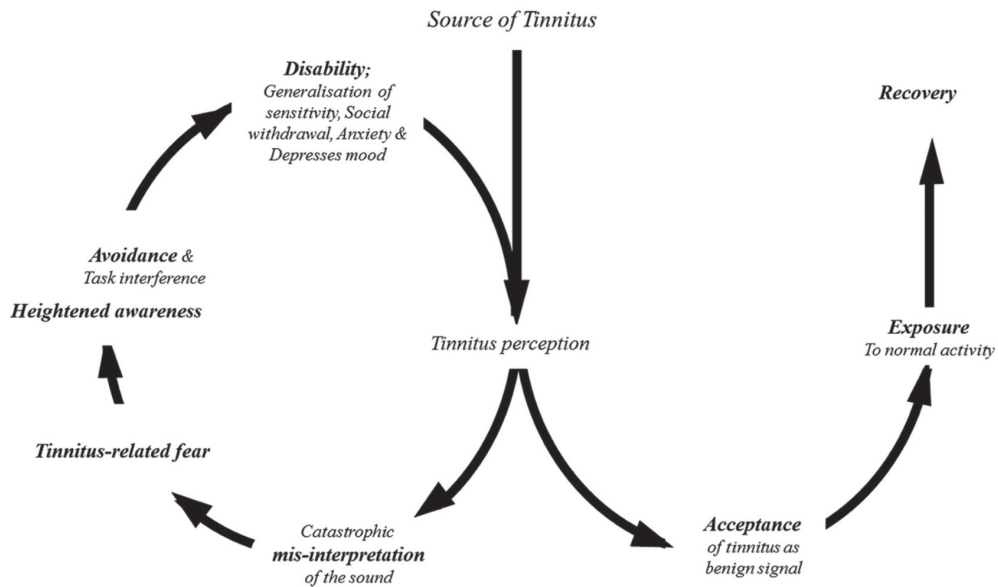 Source of Tinnitus
Disability;
Generalisation of
sensitivity, Social
withdrawal, Anxiety &
Depresses mood
Recovery
Avoidance &
Task interference
Heightened awareness
Tinnitus perception
Exposure
To normal activity
Tinnitus-related fear
Catastrophic
mis-interpretation
of the sound
Acceptance
of tinnitus as
benign signal